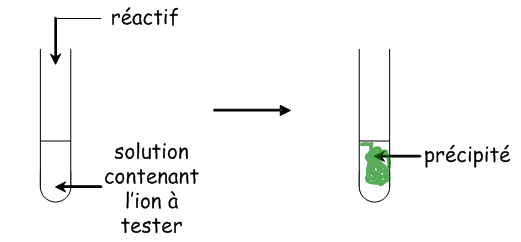 réactif
solution
contenant
l'ion à
tester
précipité